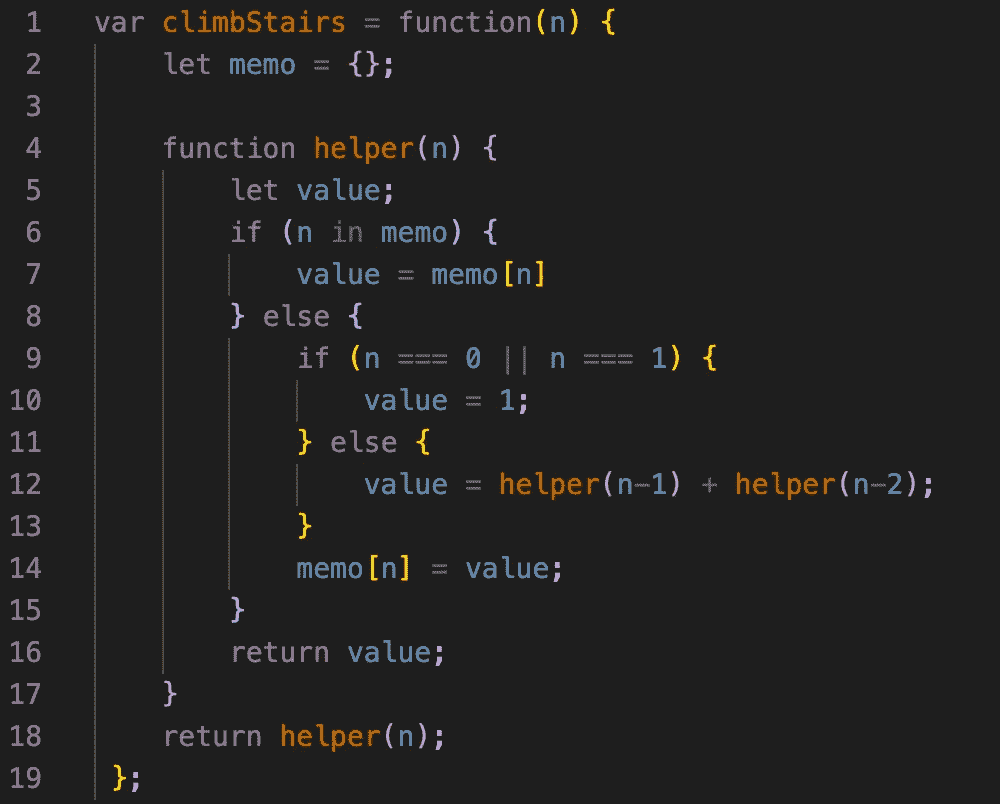 1 var climbStairs = function(n) {
2     let memo = {};
3
4     function helper(n) {
5         let value;
6         if (n in memo) {
7             value = memo[n]
8         } else {
9             if (n === 0 || n === 1) {
10                 value = 1;
11             } else {
12                 value = helper(n-1) + helper(n-2);
13             }
14             memo[n] = value;
15         }
16         return value;
17     }
18     return helper(n);
19  };